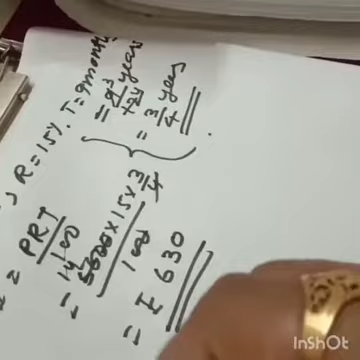 , R = 15%. T = 9 months
= 9/12 years
= 3/4 years
= PRT/100
= 5600 × 15 × 3/4 / 100
= ₹ 630
InShOt